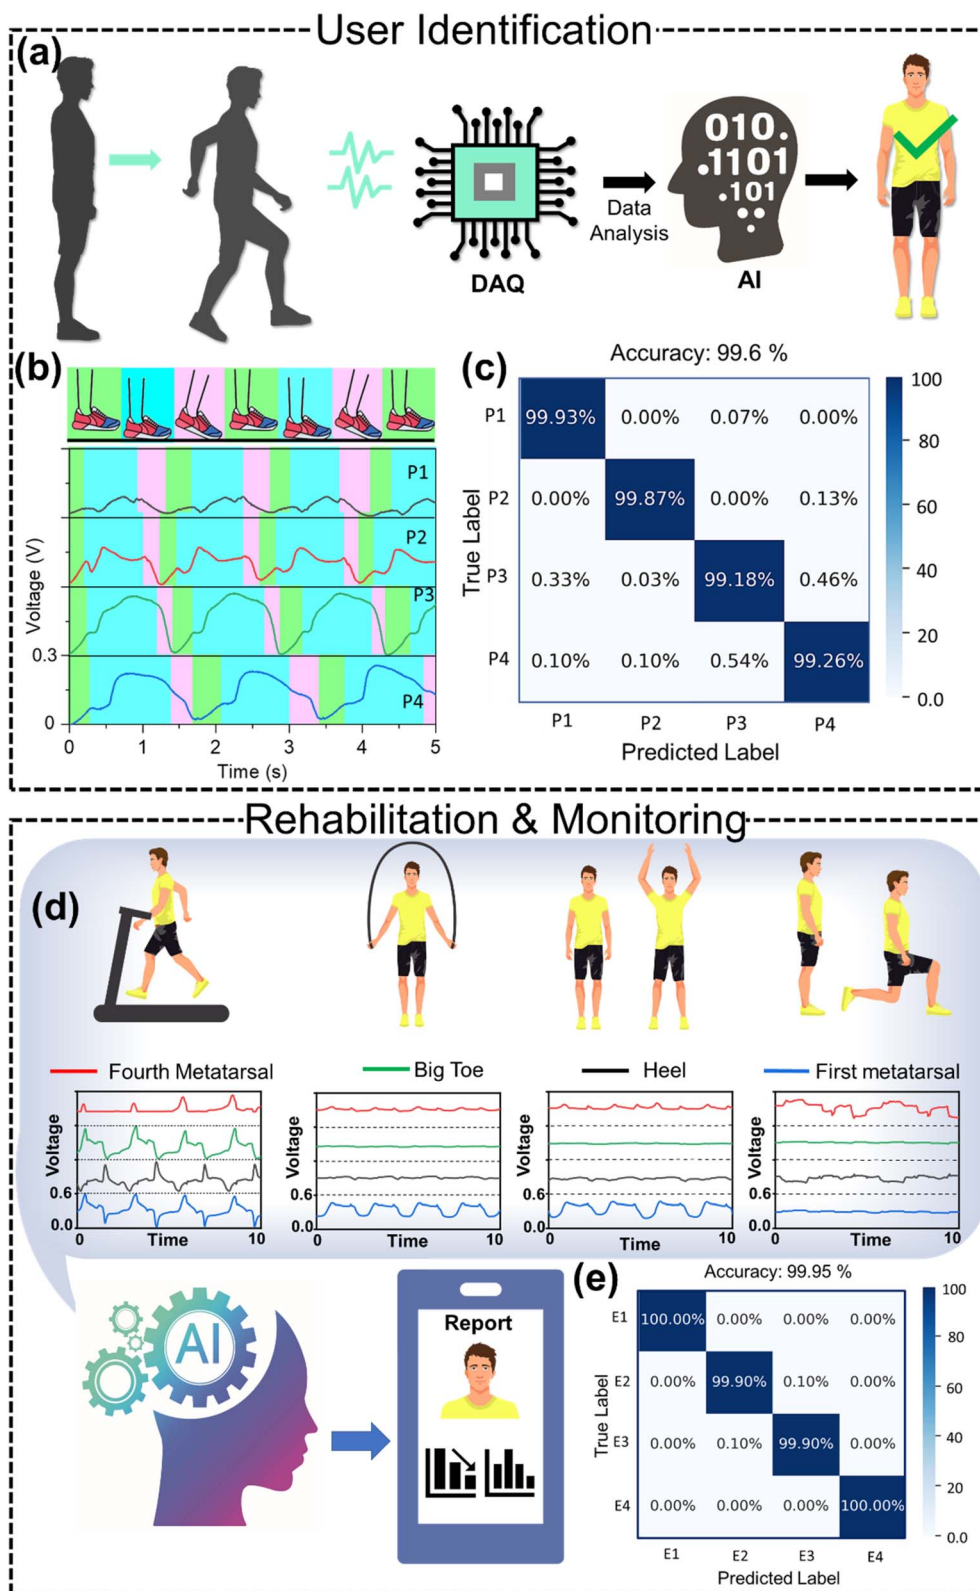 User Identification
(a)
010.
.1101
.101
Data
Analysis
DAQ
AI
(b)
P1
P2
P3
P4
Voltage (V)
0.3
0
0 1 2 3 4 5
Time (s)
(c)
Accuracy: 99.6 %
P1 99.93% 0.00% 0.07% 0.00%
P2 0.00% 99.87% 0.00% 0.13%
P3 0.33% 0.03% 99.18% 0.46%
P4 0.10% 0.10% 0.54% 99.26%
P1 P2 P3 P4
True Label
Predicted Label
100
80
60
40
20
0.0
Rehabilitation & Monitoring
(d)
Fourth Metatarsal Big Toe Heel First metatarsal
Voltage
0.6
0.0
0 Time 10
Voltage
0.6
0.0
0 Time 10
Voltage
0.6
0.0
0 Time 10
Voltage
0.6
0.0
0 Time 10
AI
Report
(e)
Accuracy: 99.95 %
E1 100.00% 0.00% 0.00% 0.00%
E2 0.00% 99.90% 0.10% 0.00%
E3 0.00% 0.10% 99.90% 0.00%
E4 0.00% 0.00% 0.00% 100.00%
E1 E2 E3 E4
True Label
Predicted Label
100
80
60
40
20
0.0